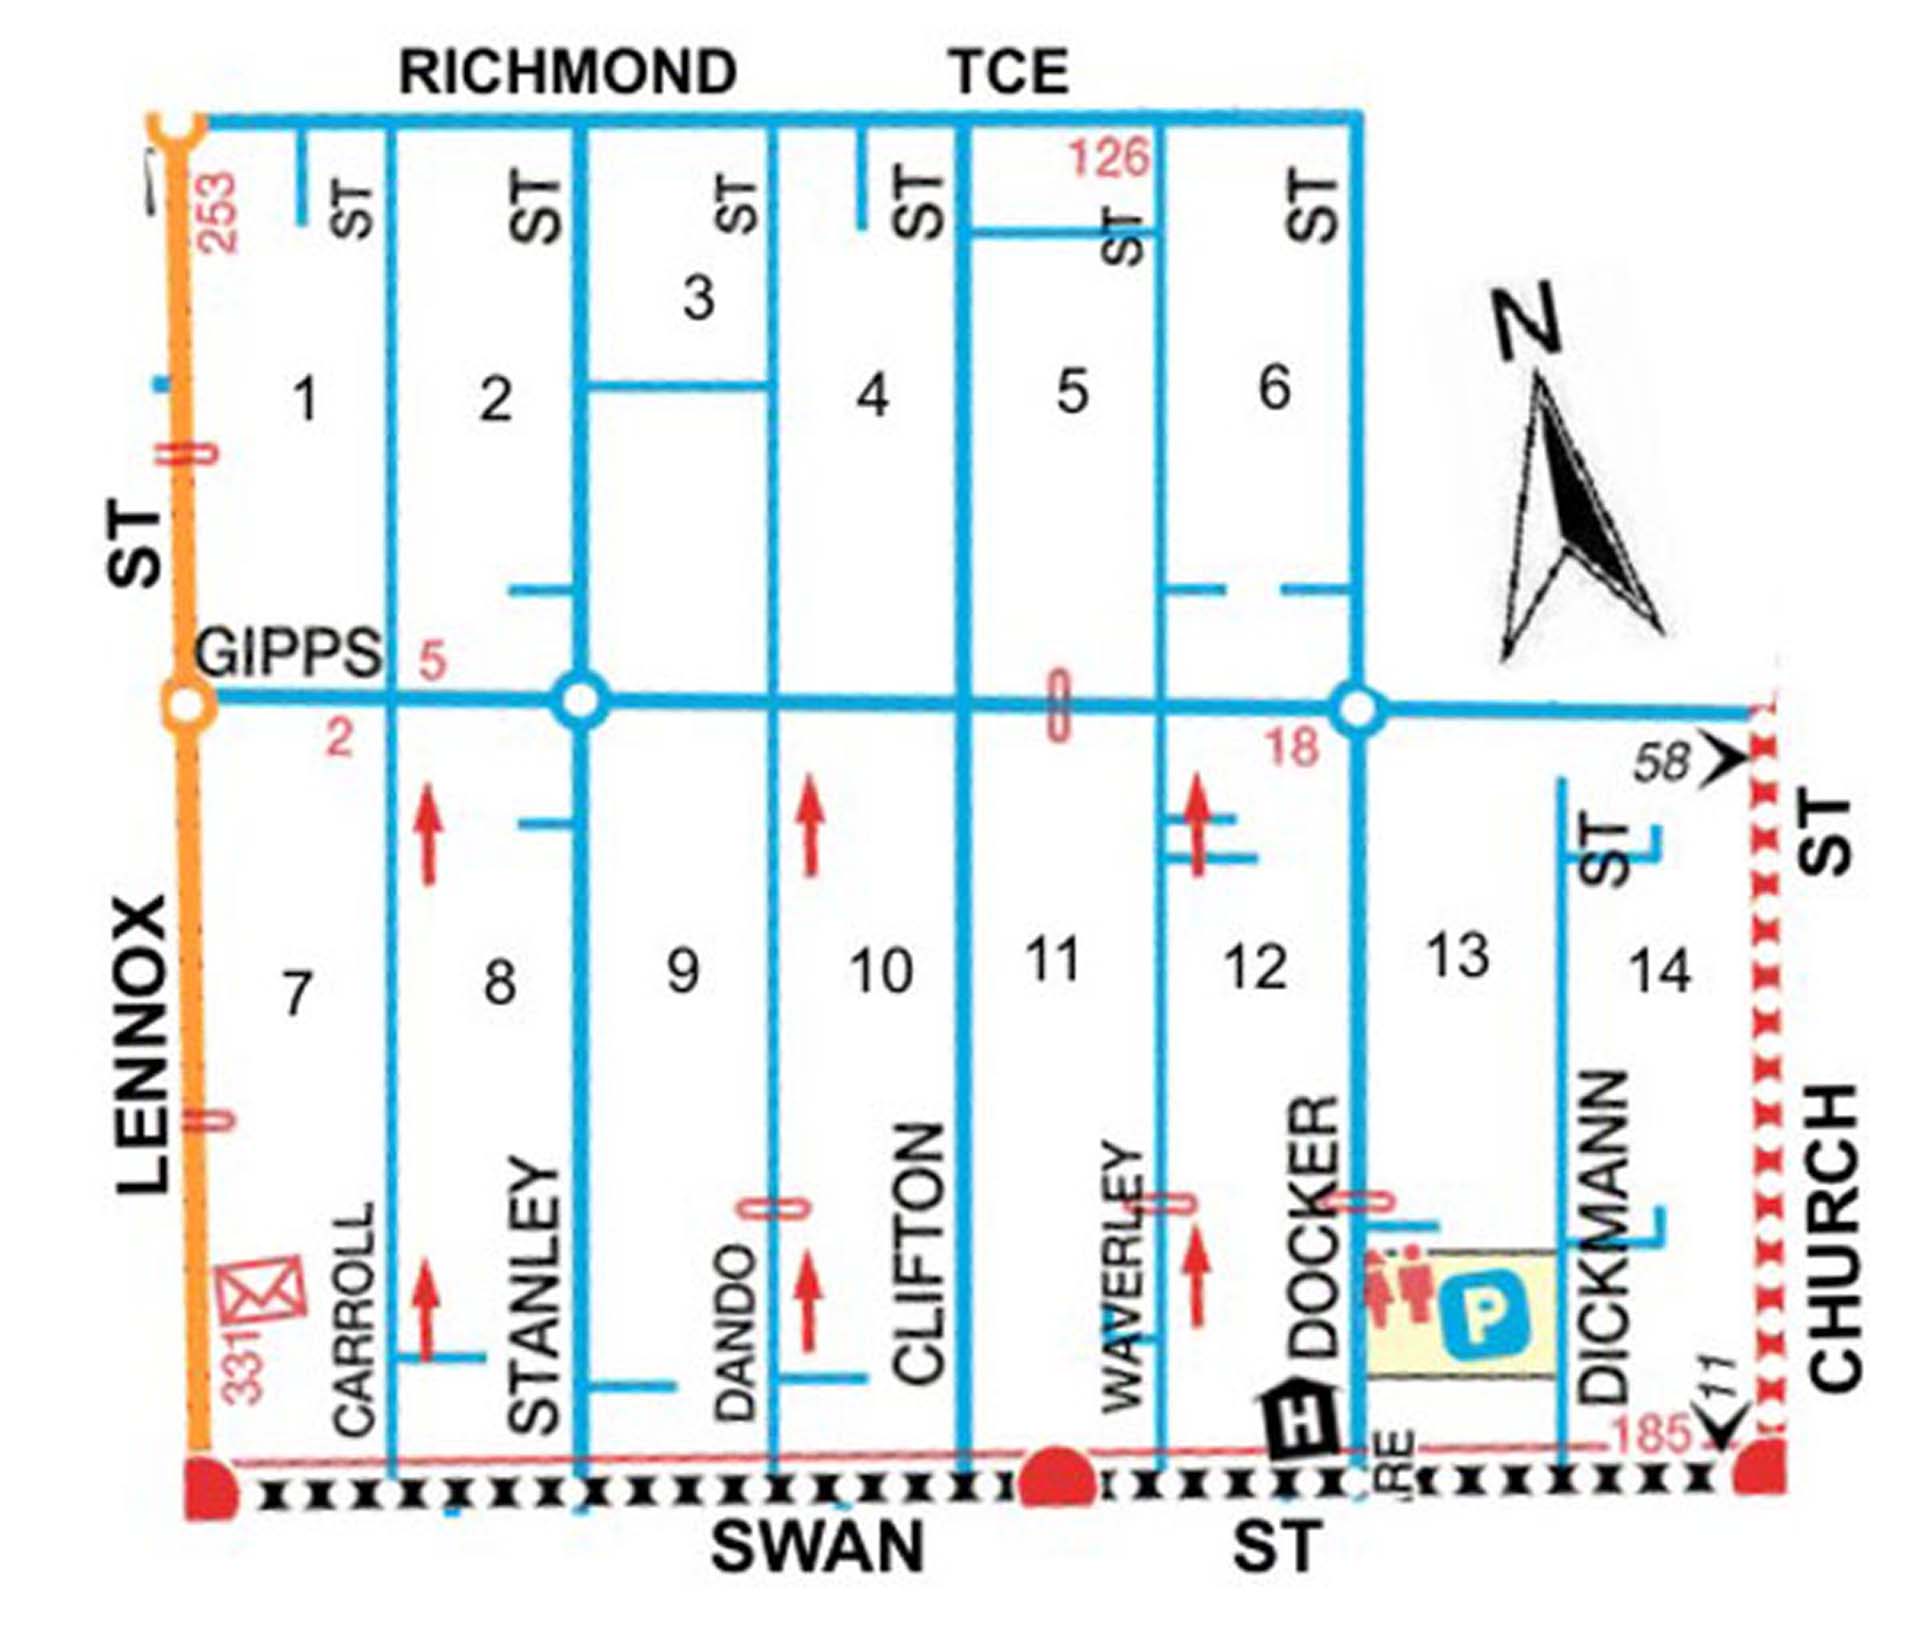 RICHMOND TCE
253
126
ST
ST
ST
ST
ST
ST
N
3
1
2
4
5
6
ST
GIPPS
5
2
18
58
ST
ST
7
8
9
10
11
12
13
14
LENNOX
CARROLL
STANLEY
DANDO
CLIFTON
WAVERLEY
DOCKER
DICKMANN
CHURCH
331
P
H
RE
11
185
SWAN ST